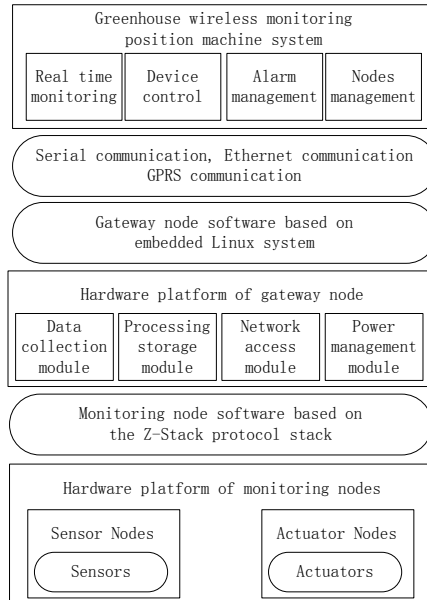 Greenhouse wireless monitoring
position machine system
Real time
monitoring
Device
control
Alarm
management
Nodes
management
Serial communication, Ethernet communication
GPRS communication
Gateway node software based on
embedded Linux system
Hardware platform of gateway node
Data
collection
module
Processing
storage
module
Network
access
module
Power
management
module
Monitoring node software based on
the Z-Stack protocol stack
Hardware platform of monitoring nodes
Sensor Nodes
Sensors
Actuator Nodes
Actuators